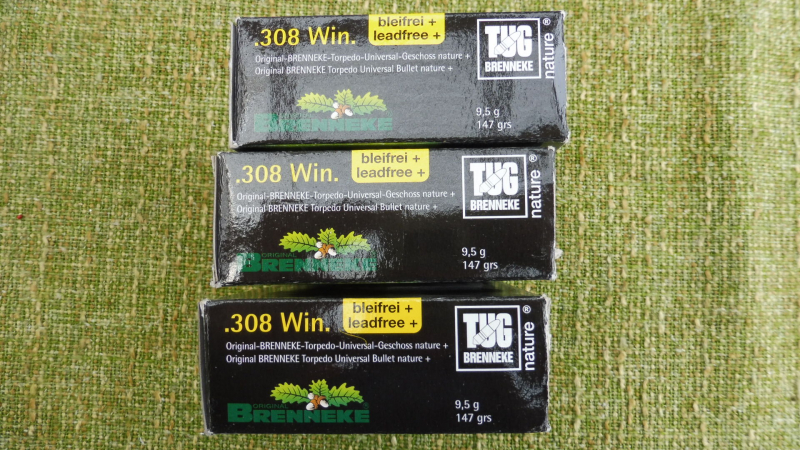 .308 Win.
bleifrei +
leadfree +
Original-BRENNEKE-Torpedo-Universal-Geschoss nature +
Original BRENNEKE Torpedo Universal Bullet nature +
TUG
BRENNEKE
nature®
BRENNEKE
9,5 g
147 grs
.308 Win.
bleifrei +
leadfree +
Original-BRENNEKE-Torpedo-Universal-Geschoss nature +
Original BRENNEKE Torpedo Universal Bullet nature +
TUG
BRENNEKE
nature®
ORIGINAL
BRENNEKE
9,5 g
147 grs
.308 Win.
bleifrei +
leadfree +
Original-BRENNEKE-Torpedo-Universal-Geschoss nature +
Original BRENNEKE Torpedo Universal Bullet nature +
TUG
BRENNEKE
nature®
ORIGINAL
BRENNEKE
9,5 g
147 grs